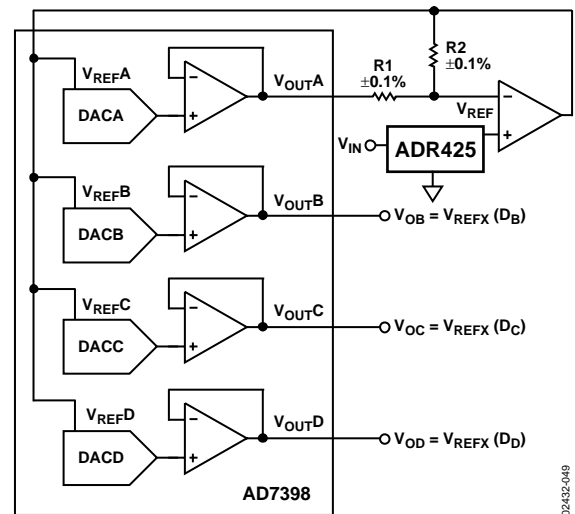 R2
±0.1%
R1
±0.1%
VREFA
DACA
−
+
VOUTA
−
+
VREF
VIN
ADR425
VREFB
DACB
−
+
VOUTB
VOB = VREFX (DB)
VREFC
DACC
−
+
VOUTC
VOC = VREFX (DC)
VREFD
DACD
−
+
VOUTD
VOD = VREFX (DD)
AD7398
02432-049